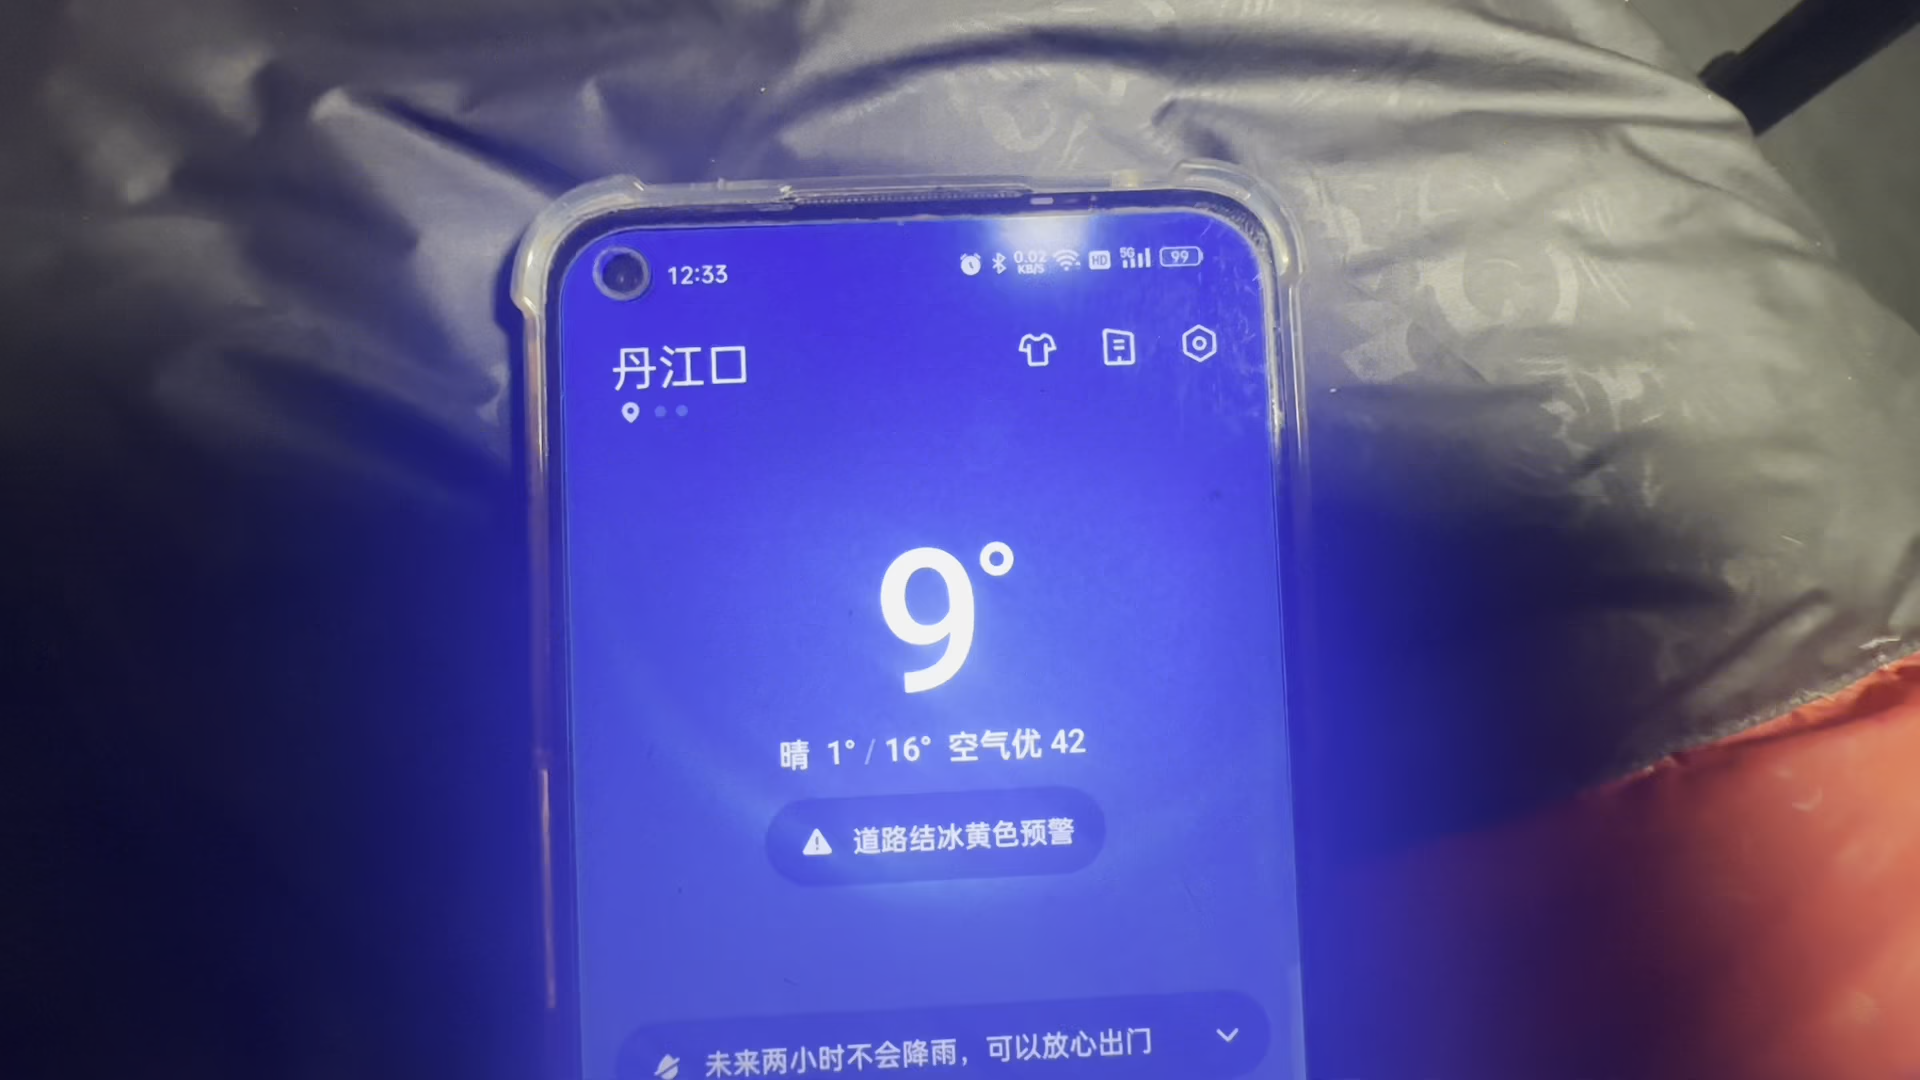 12:33 0.02 KB/S HD 5G 99
丹江口
9°
晴 1° / 16° 空气优 42
道路结冰黄色预警
未来两小时不会降雨，可以放心出门